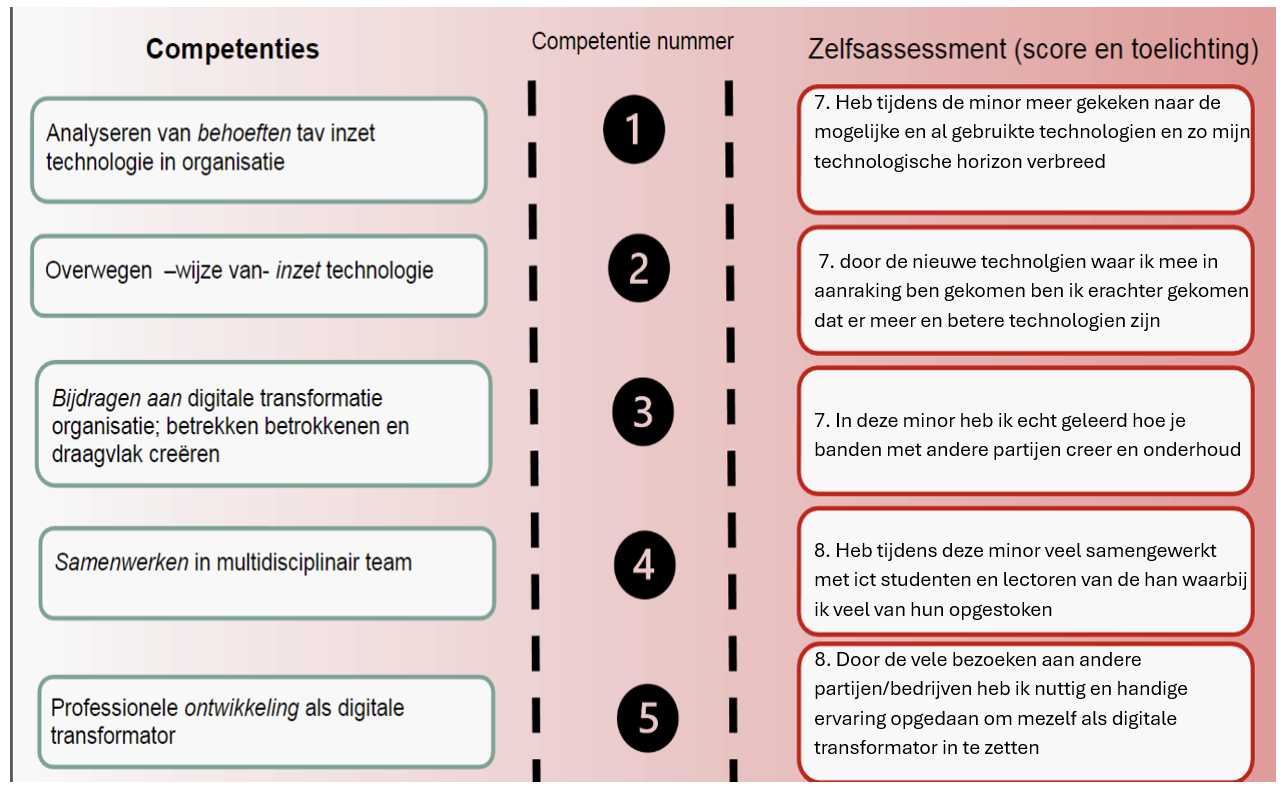 Competenties
Competentie nummer
Zelfsassessment (score en toelichting)
Analyseren van behoeften tav inzet
technologie in organisatie
1
7. Heb tijdens de minor meer gekeken naar de
mogelijke en al gebruikte technologien en zo mijn
technologische horizon verbreed
Overwegen –wijze van- inzet technologie
2
7. door de nieuwe technolgien waar ik mee in
aanraking ben gekomen ben ik erachter gekomen
dat er meer en betere technologien zijn
Bijdragen aan digitale transformatie
organisatie; betrekken betrokkenen en
draagvlak creëren
3
7. In deze minor heb ik echt geleerd hoe je
banden met andere partijen creer en onderhoud
Samenwerken in multidisciplinair team
4
8. Heb tijdens deze minor veel samengewerkt
met ict studenten en lectoren van de han waarbij
ik veel van hun opgestoken
Professionele ontwikkeling als digitale
transformator
5
8. Door de vele bezoeken aan andere
partijen/bedrijven heb ik nuttig en handige
ervaring opgedaan om mezelf als digitale
transformator in te zetten